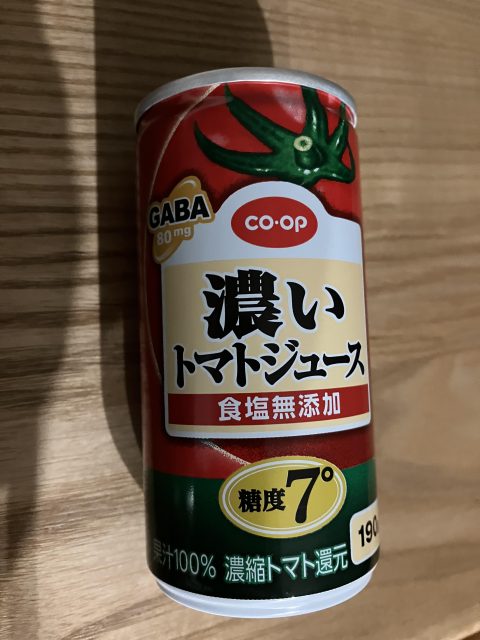 GABA
80mg
CO·OP
濃い
トマトジュース
食塩無添加
糖度7°
190
果汁100% 濃縮トマト還元